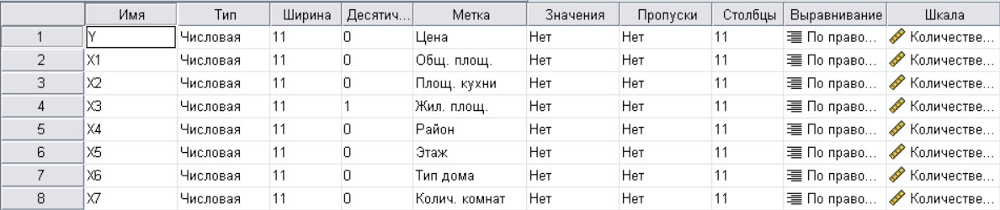 Имя Тип Ширина Десятич... Метка Значения Пропуски Столбцы Выравнивание Шкала
1 Y Числовая 11 0 Цена Нет Нет 11 По право... Количестве...
2 X1 Числовая 11 0 Общ. площ. Нет Нет 11 По право... Количестве...
3 X2 Числовая 11 0 Площ. кухни Нет Нет 11 По право... Количестве...
4 X3 Числовая 11 1 Жил. площ. Нет Нет 11 По право... Количестве...
5 X4 Числовая 11 0 Район Нет Нет 11 По право... Количестве...
6 X5 Числовая 11 0 Этаж Нет Нет 11 По право... Количестве...
7 X6 Числовая 11 0 Тип дома Нет Нет 11 По право... Количестве...
8 X7 Числовая 11 0 Колич. комнат Нет Нет 11 По право... Количестве...